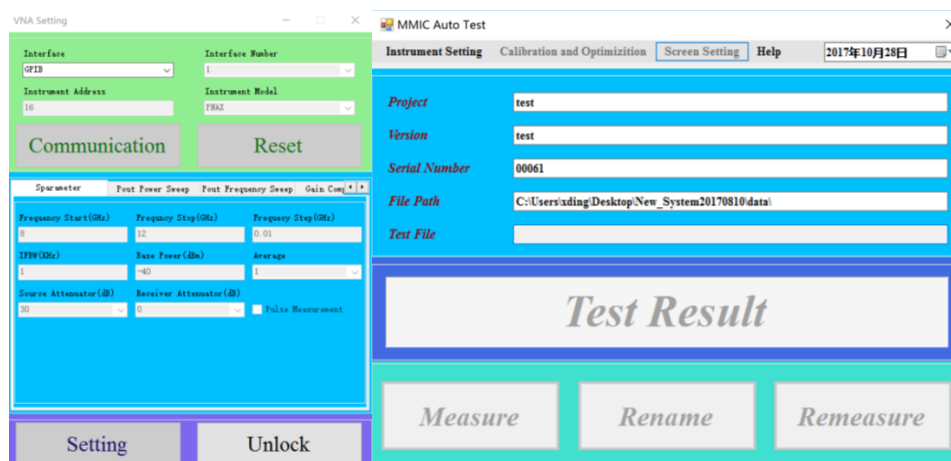 VNA Setting
Interface
Interface Number
GPIB
1
Instrument Address
Instrument Model
16
PNAX
Communication
Reset
Sparameter
Pout Power Sweep
Pout Frequency Sweep
Gain Comp
Frequency Start(GHz)
Frequncy Stop(GHz)
Frequecy Step(GHz)
8
12
0.01
IFBW(KHz)
Base Power(dBm)
Average
1
-40
1
Source Attenuator(dB)
Receiver Attenuator(dB)
30
0
Pulse Measurement
Setting
Unlock
MMIC Auto Test
Instrument Setting
Calibration and Optimizition
Screen Setting
Help
2017年10月28日
Project
test
Version
test
Serial Number
00061
File Path
C:\Users\xding\Desktop\New_System20170810\data\
Test File
Test Result
Measure
Rename
Remeasure